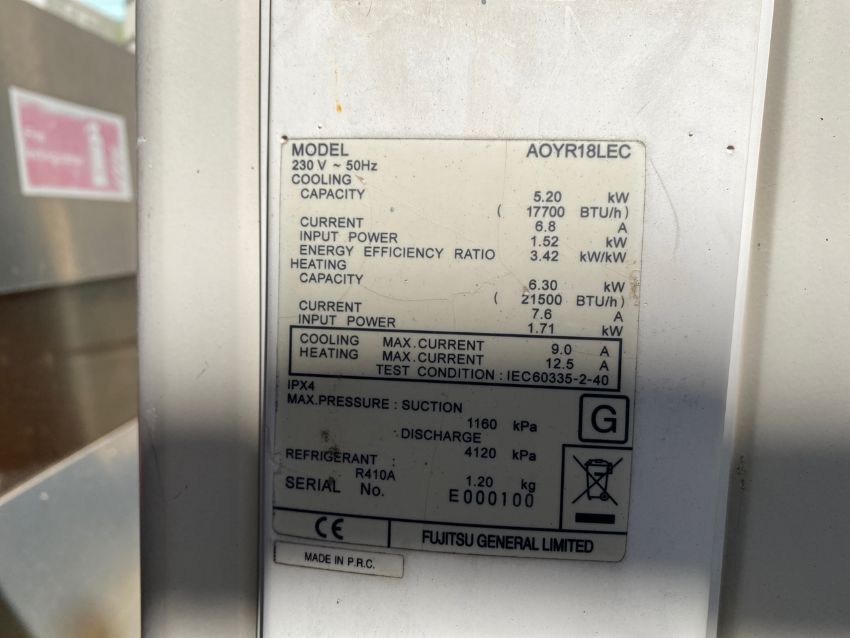 MODEL AOYR18LEC
230 V ~ 50Hz
COOLING
CAPACITY 5.20 kW
( 17700 BTU/h)
CURRENT 6.8 A
INPUT POWER 1.52 kW
ENERGY EFFICIENCY RATIO 3.42 kW/kW
HEATING
CAPACITY 6.30 kW
( 21500 BTU/h)
CURRENT 7.6 A
INPUT POWER 1.71 kW
COOLING MAX.CURRENT 9.0 A
HEATING MAX.CURRENT 12.5 A
TEST CONDITION : IEC60335-2-40
IPX4
MAX.PRESSURE : SUCTION
1160 kPa
DISCHARGE
4120 kPa
G
REFRIGERANT :
R410A 1.20 kg
SERIAL No. E000100
CE FUJITSU GENERAL LIMITED
MADE IN P.R.C.